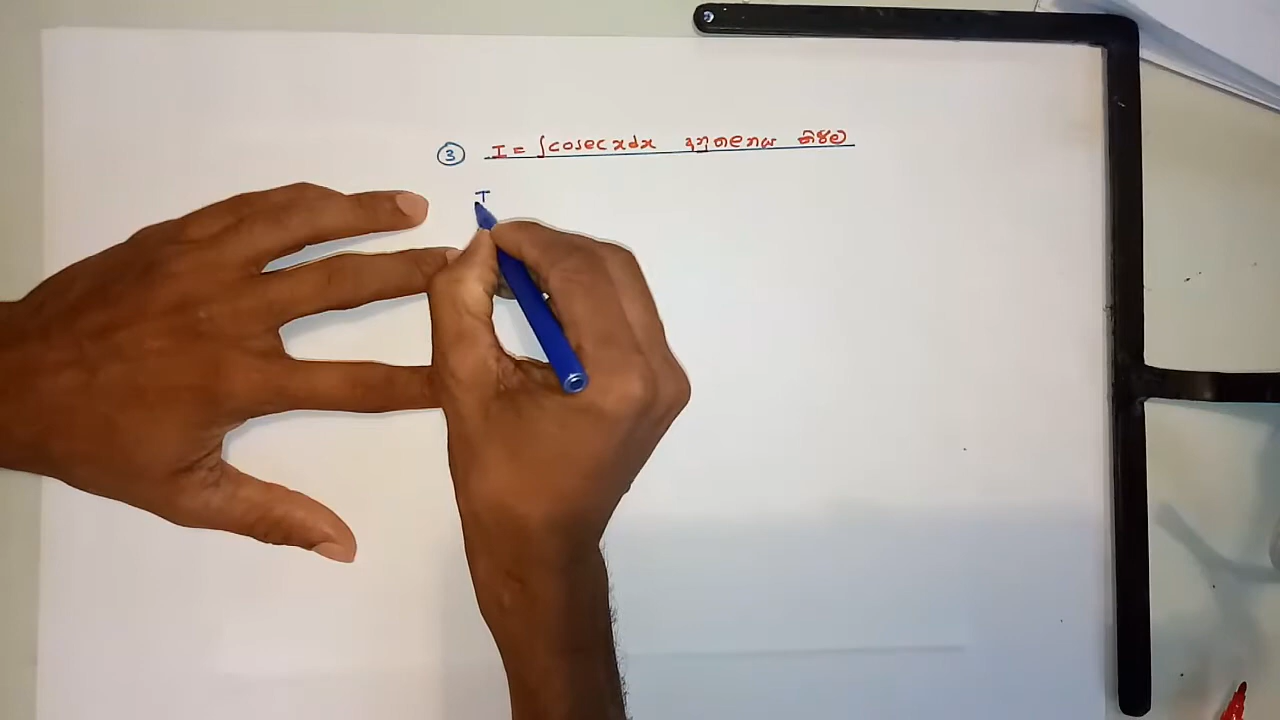 ③ I = ∫cosec x dx අනුකලනය කිරීම
I